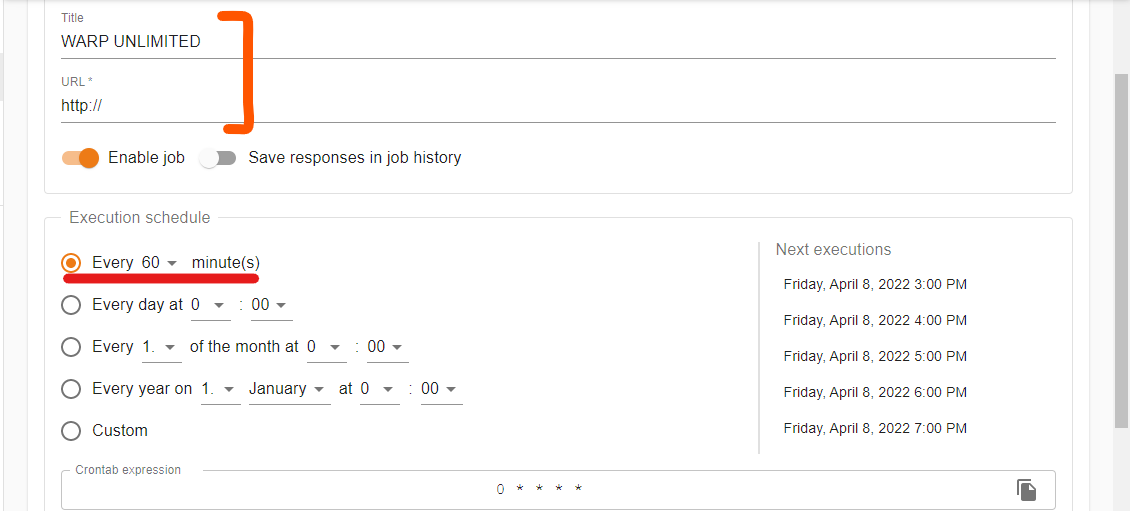 Title
WARP UNLIMITED
URL *
http://
Enable job Save responses in job history
Execution schedule
Every 60 minute(s)
Every day at 0 : 00
Every 1. of the month at 0 : 00
Every year on 1. January at 0 : 00
Custom
Next executions
Friday, April 8, 2022 3:00 PM
Friday, April 8, 2022 4:00 PM
Friday, April 8, 2022 5:00 PM
Friday, April 8, 2022 6:00 PM
Friday, April 8, 2022 7:00 PM
Crontab expression
0 * * * *